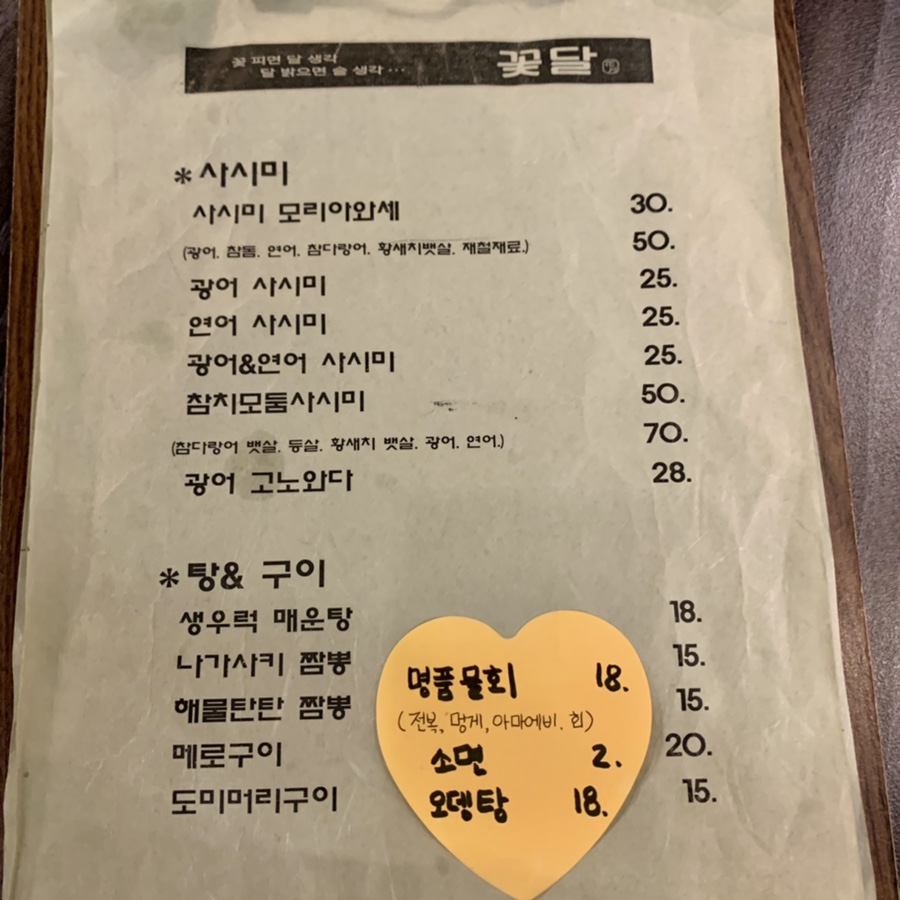 꽃 피면 달 생각
달 밝으면 술 생각 ···
꽃달
* 사시미
사시미 모리아와세 30.
(광어. 참돔. 연어. 참다랑어. 황새치뱃살. 재철재료.) 50.
광어 사시미 25.
연어 사시미 25.
광어&연어 사시미 25.
참치모둠사시미 50.
(참다랑어 뱃살. 등살. 황새치 뱃살. 광어. 연어.) 70.
광어 고노와다 28.
* 탕& 구이
생우럭 매운탕 18.
나가사키 짬뽕 15.
해물탄탄 짬뽕 15.
메로구이 20.
도미머리구이 15.
명품물회 18.
(전복, 멍게, 아마에비. 흰)
소면 2.
오뎅탕 18.